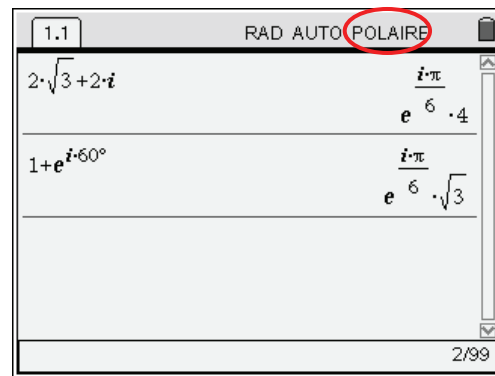 1.1 RAD AUTO POLAIRE
2·√3+2·i e^(i·π/6)·4
1+e^(i·60°) e^(i·π/6)·√3
2/99